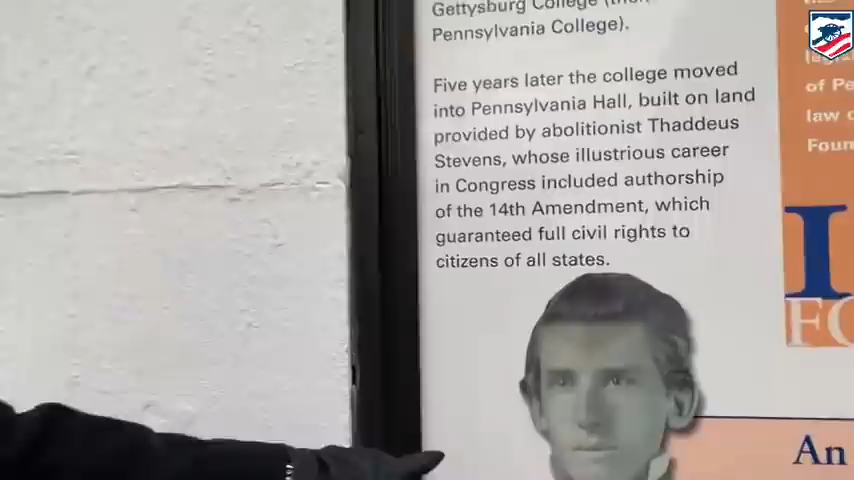 Gettysburg College (then
Pennsylvania College).
Five years later the college moved
into Pennsylvania Hall, built on land
provided by abolitionist Thaddeus
Stevens, whose illustrious career
in Congress included authorship
of the 14th Amendment, which
guaranteed full civil rights to
citizens of all states.
of Pe
law o
Foun
I
FO
An